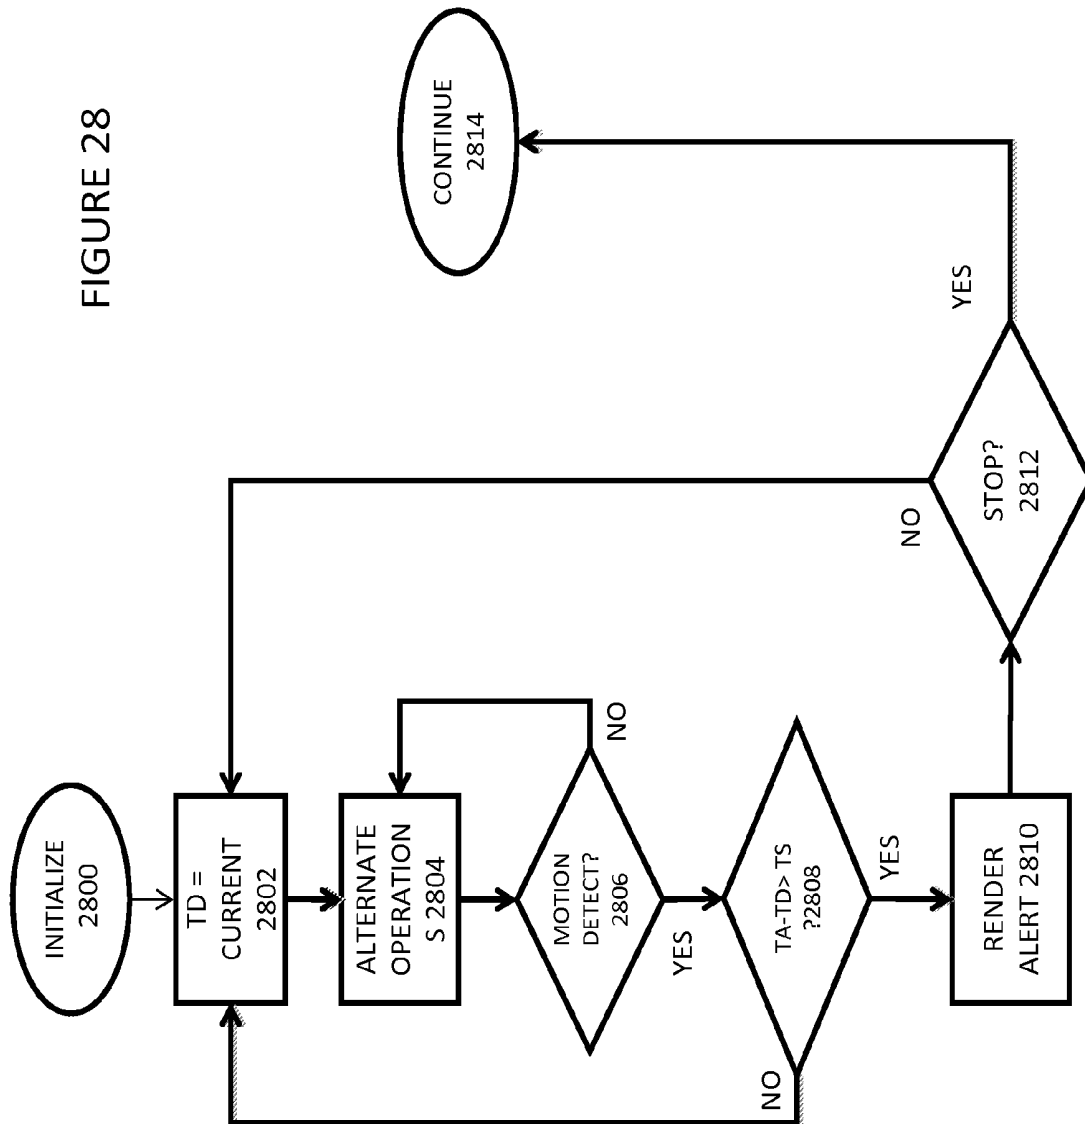 FIGURE 28
INITIALIZE
2800
TD =
CURRENT
2802
ALTERNATE
OPERATION
S 2804
MOTION
DETECT?
2806
NO
YES
TA-TD> TS
?2808
NO
YES
RENDER
ALERT 2810
STOP?
2812
NO
YES
CONTINUE
2814